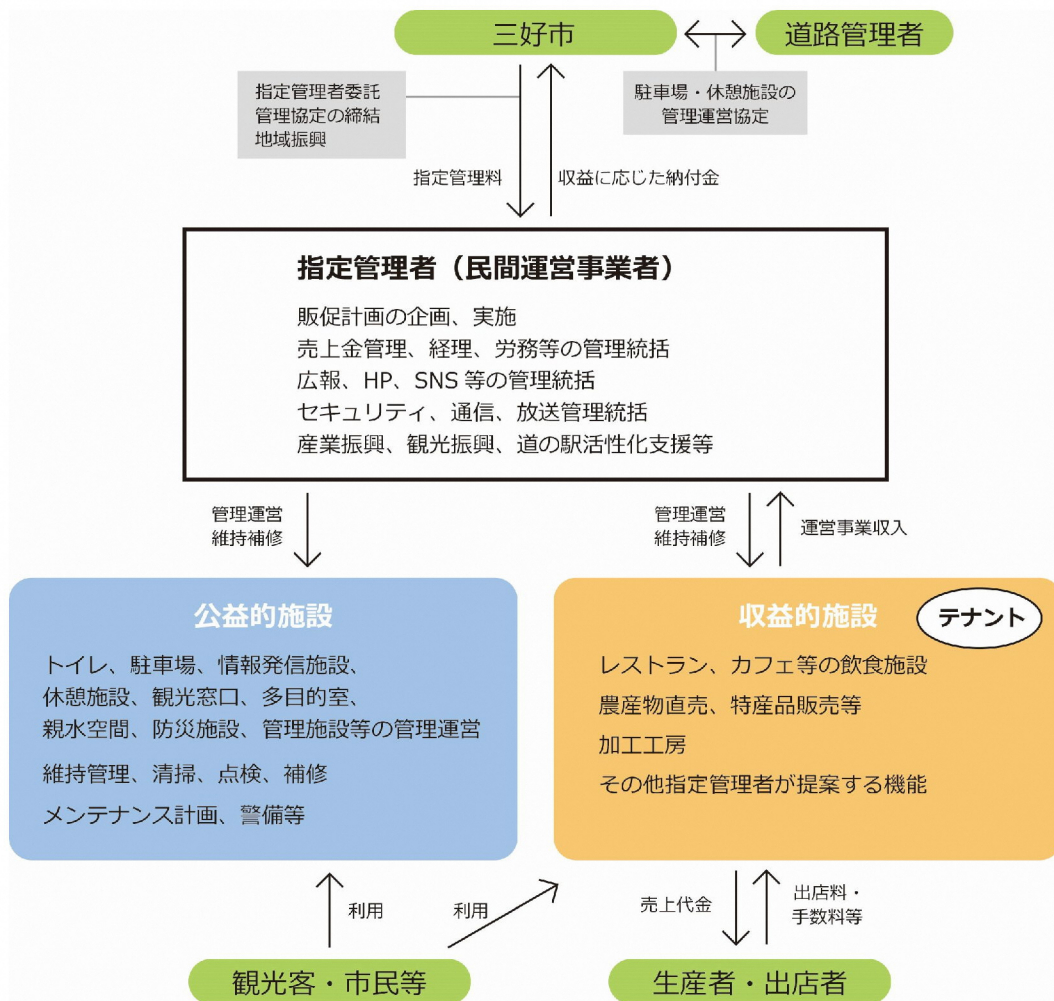 三好市
道路管理者
指定管理者委託
管理協定の締結
地域振興
駐車場・休憩施設の
管理運営協定
指定管理料
収益に応じた納付金
指定管理者（民間運営事業者）
販促計画の企画、実施
売上金管理、経理、労務等の管理統括
広報、HP、SNS 等の管理統括
セキュリティ、通信、放送管理統括
産業振興、観光振興、道の駅活性化支援等
管理運営
維持補修
管理運営
維持補修
運営事業収入
公益的施設
トイレ、駐車場、情報発信施設、
休憩施設、観光窓口、多目的室、
親水空間、防災施設、管理施設等の管理運営
維持管理、清掃、点検、補修
メンテナンス計画、警備等
収益的施設
テナント
レストラン、カフェ等の飲食施設
農産物直売、特産品販売等
加工工房
その他指定管理者が提案する機能
利用
利用
売上代金
出店料・
手数料等
観光客・市民等
生産者・出店者